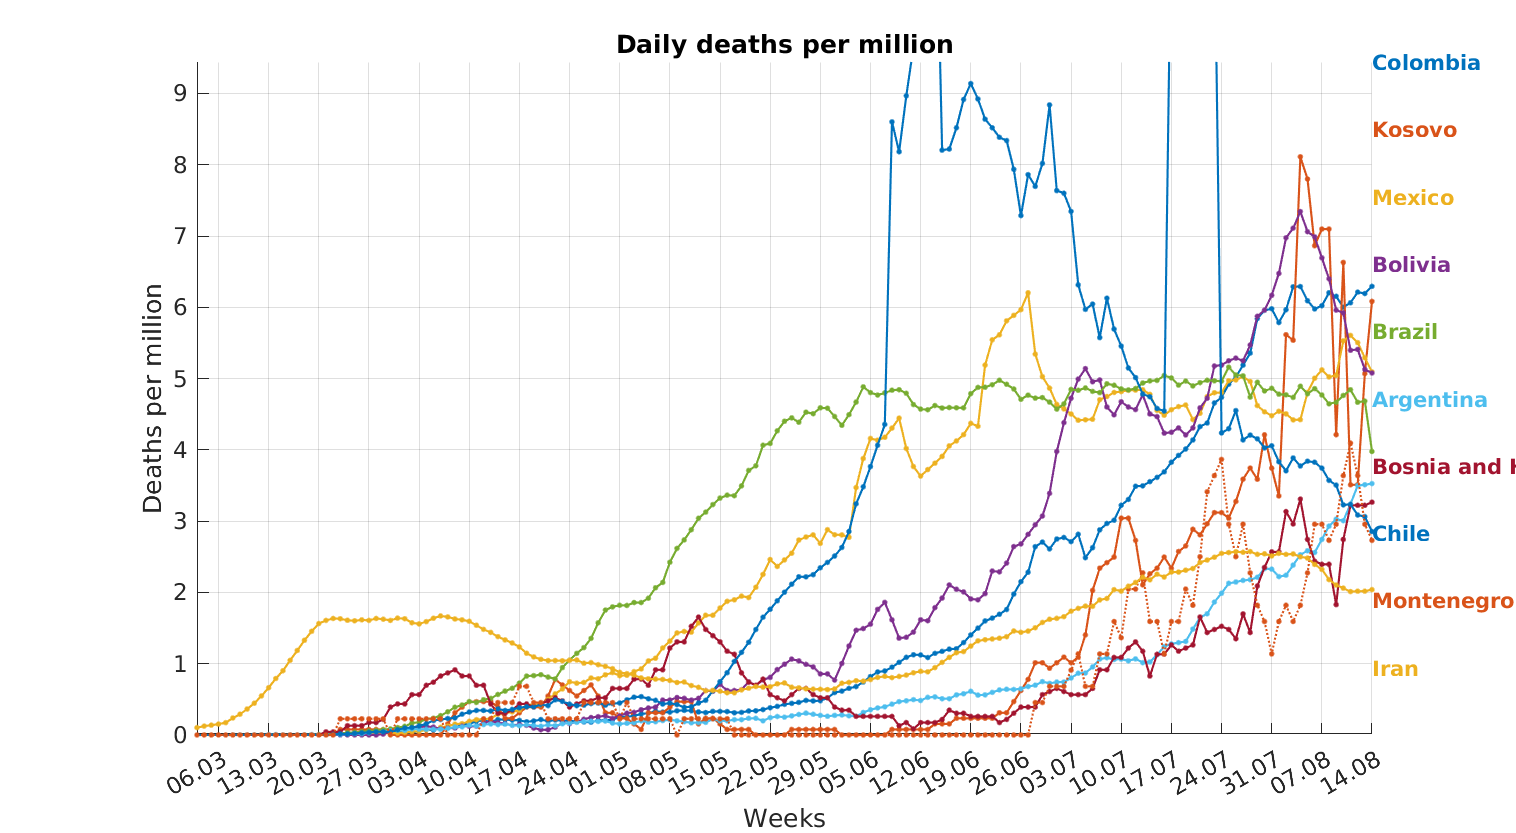 Daily deaths per million
Deaths per million
9
8
7
6
5
4
3
2
1
0
06.03
13.03
20.03
27.03
03.04
10.04
17.04
24.04
01.05
08.05
15.05
22.05
29.05
05.06
12.06
19.06
26.06
03.07
10.07
17.07
24.07
31.07
07.08
14.08
Weeks
Colombia
Kosovo
Mexico
Bolivia
Brazil
Argentina
Bosnia and
Chile
Montenegro
Iran